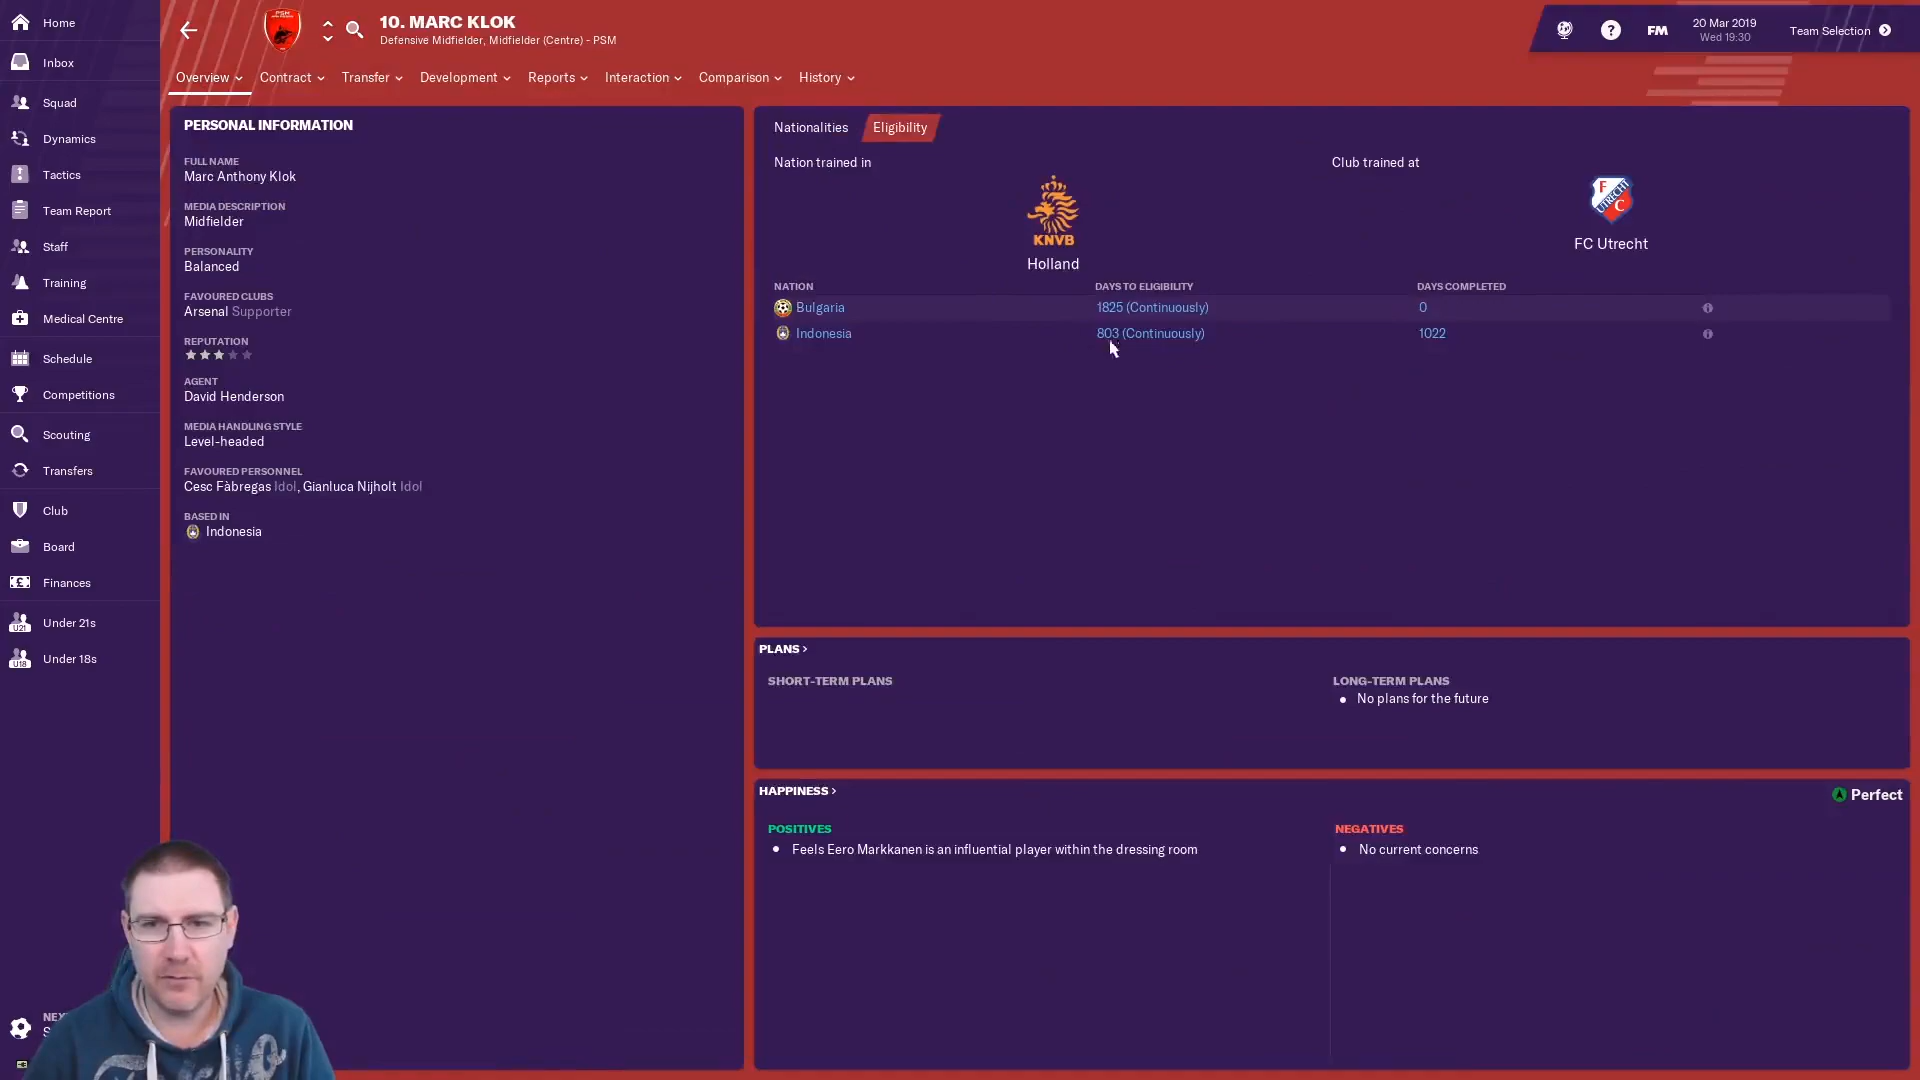 Home
Inbox
Squad
Dynamics
Tactics
Team Report
Staff
Training
Medical Centre
Schedule
Competitions
Scouting
Transfers
Club
Board
Finances
U21
Under 21s
U18
Under 18s
PSM
10. MARC KLOK
Defensive Midfielder, Midfielder (Centre) - PSM
?
FM
20 Mar 2019
Wed 19:30
Team Selection
Overview
Contract
Transfer
Development
Reports
Interaction
Comparison
History
PERSONAL INFORMATION
FULL NAME
Marc Anthony Klok
MEDIA DESCRIPTION
Midfielder
PERSONALITY
Balanced
FAVOURED CLUBS
Arsenal Supporter
REPUTATION
AGENT
David Henderson
MEDIA HANDLING STYLE
Level-headed
FAVOURED PERSONNEL
Cesc Fàbregas Idol, Gianluca Nijholt Idol
BASED IN
Indonesia
Nationalities
Eligibility
Nation trained in
Club trained at
KNVB
Holland
F
UTRECHT
C
FC Utrecht
NATION DAYS TO ELIGIBILITY DAYS COMPLETED
Bulgaria 1825 (Continuously) 0
Indonesia 803 (Continuously) 1022
PLANS >
SHORT-TERM PLANS
LONG-TERM PLANS
No plans for the future
HAPPINESS >
Perfect
POSITIVES
Feels Eero Markkanen is an influential player within the dressing room
NEGATIVES
No current concerns